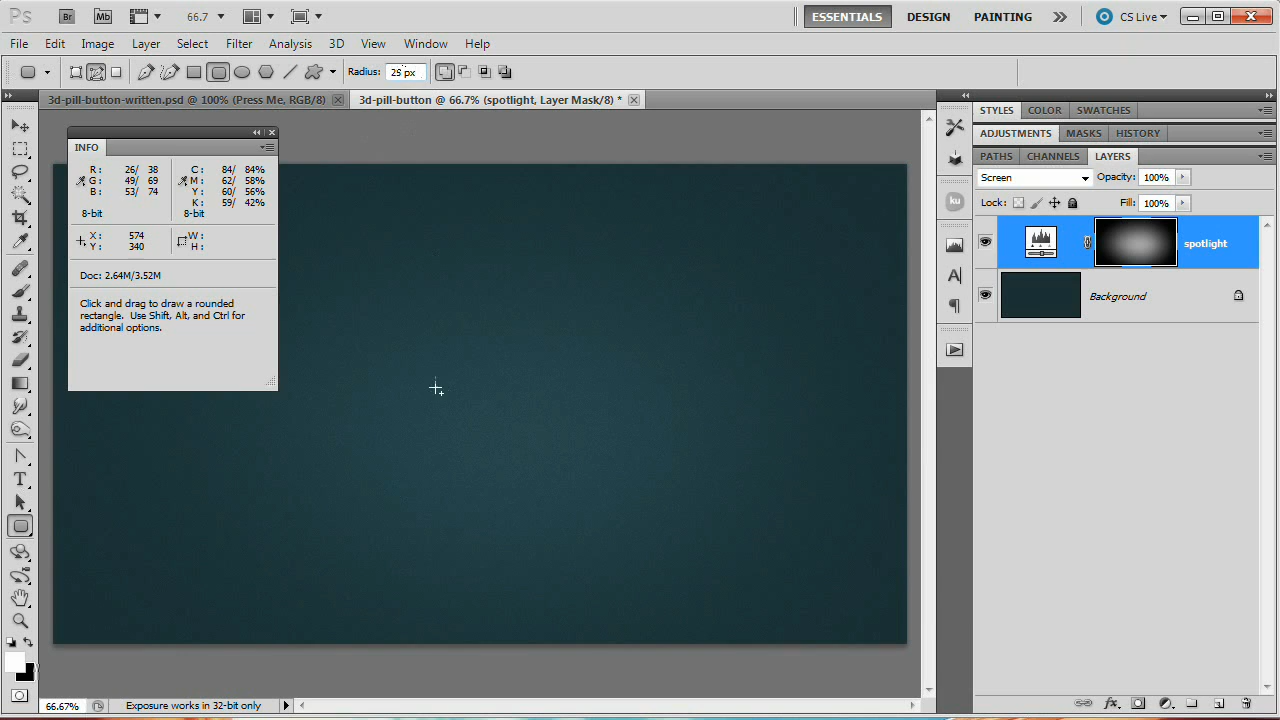 Ps Br Mb 66.7 ESSENTIALS DESIGN PAINTING CS Live
File Edit Image Layer Select Filter Analysis 3D View Window Help
Radius: 25 px
3d-pill-button-written.psd @ 100% (Press Me, RGB/8) 3d-pill-button @ 66.7% (spotlight, Layer Mask/8) *
INFO
R: 26/ 38 C: 84/ 84%
G: 49/ 69 M: 62/ 58%
B: 53/ 74 Y: 60/ 56%
K: 59/ 42%
8-bit 8-bit
X: 574 W:
Y: 340 H:
Doc: 2.64M/3.52M
Click and drag to draw a rounded
rectangle. Use Shift, Alt, and Ctrl for
additional options.
STYLES COLOR SWATCHES
ADJUSTMENTS MASKS HISTORY
PATHS CHANNELS LAYERS
Screen Opacity: 100%
Lock: Fill: 100%
ku
spotlight
Background
66.67% Exposure works in 32-bit only